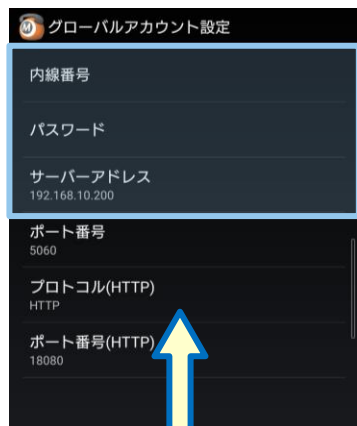 グローバルアカウント設定
内線番号
パスワード
サーバーアドレス
192.168.10.200
ポート番号
5060
プロトコル(HTTP)
HTTP
ポート番号(HTTP)
18080